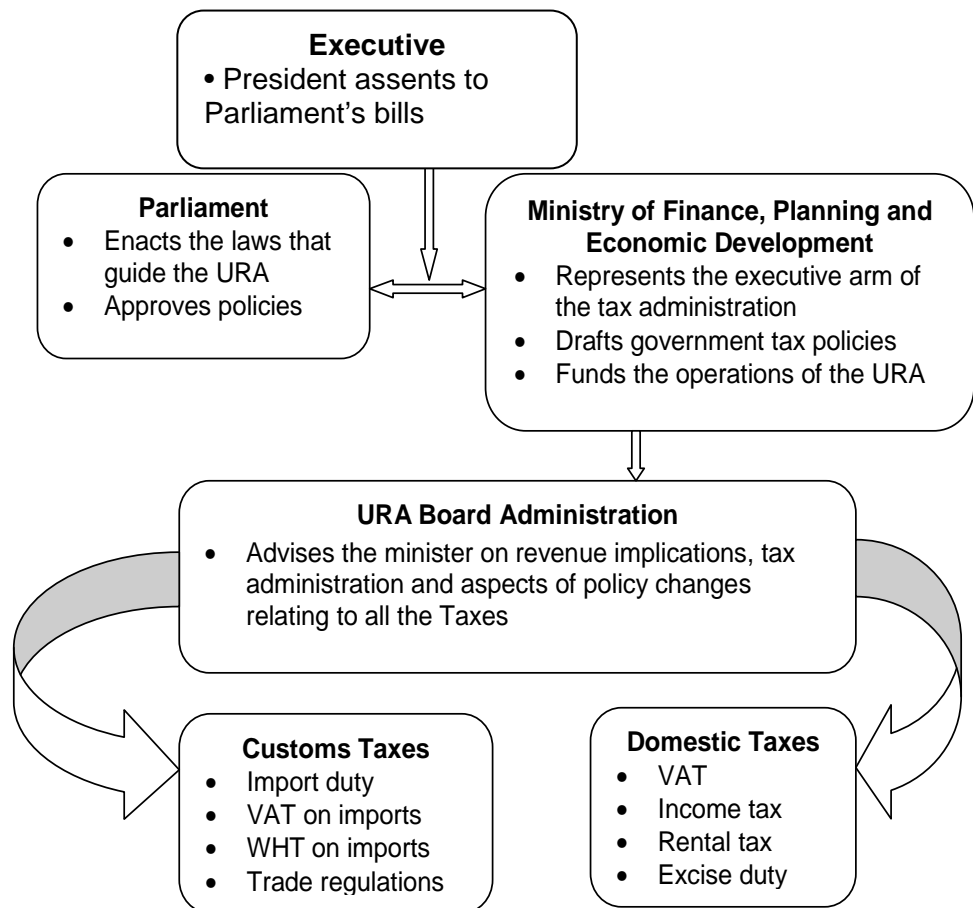 Executive
• President assents to
Parliament's bills
Parliament
• Enacts the laws that
guide the URA
• Approves policies
Ministry of Finance, Planning and
Economic Development
• Represents the executive arm of
the tax administration
• Drafts government tax policies
• Funds the operations of the URA
URA Board Administration
• Advises the minister on revenue implications, tax
administration and aspects of policy changes
relating to all the Taxes
Customs Taxes
• Import duty
• VAT on imports
• WHT on imports
• Trade regulations
Domestic Taxes
• VAT
• Income tax
• Rental tax
• Excise duty